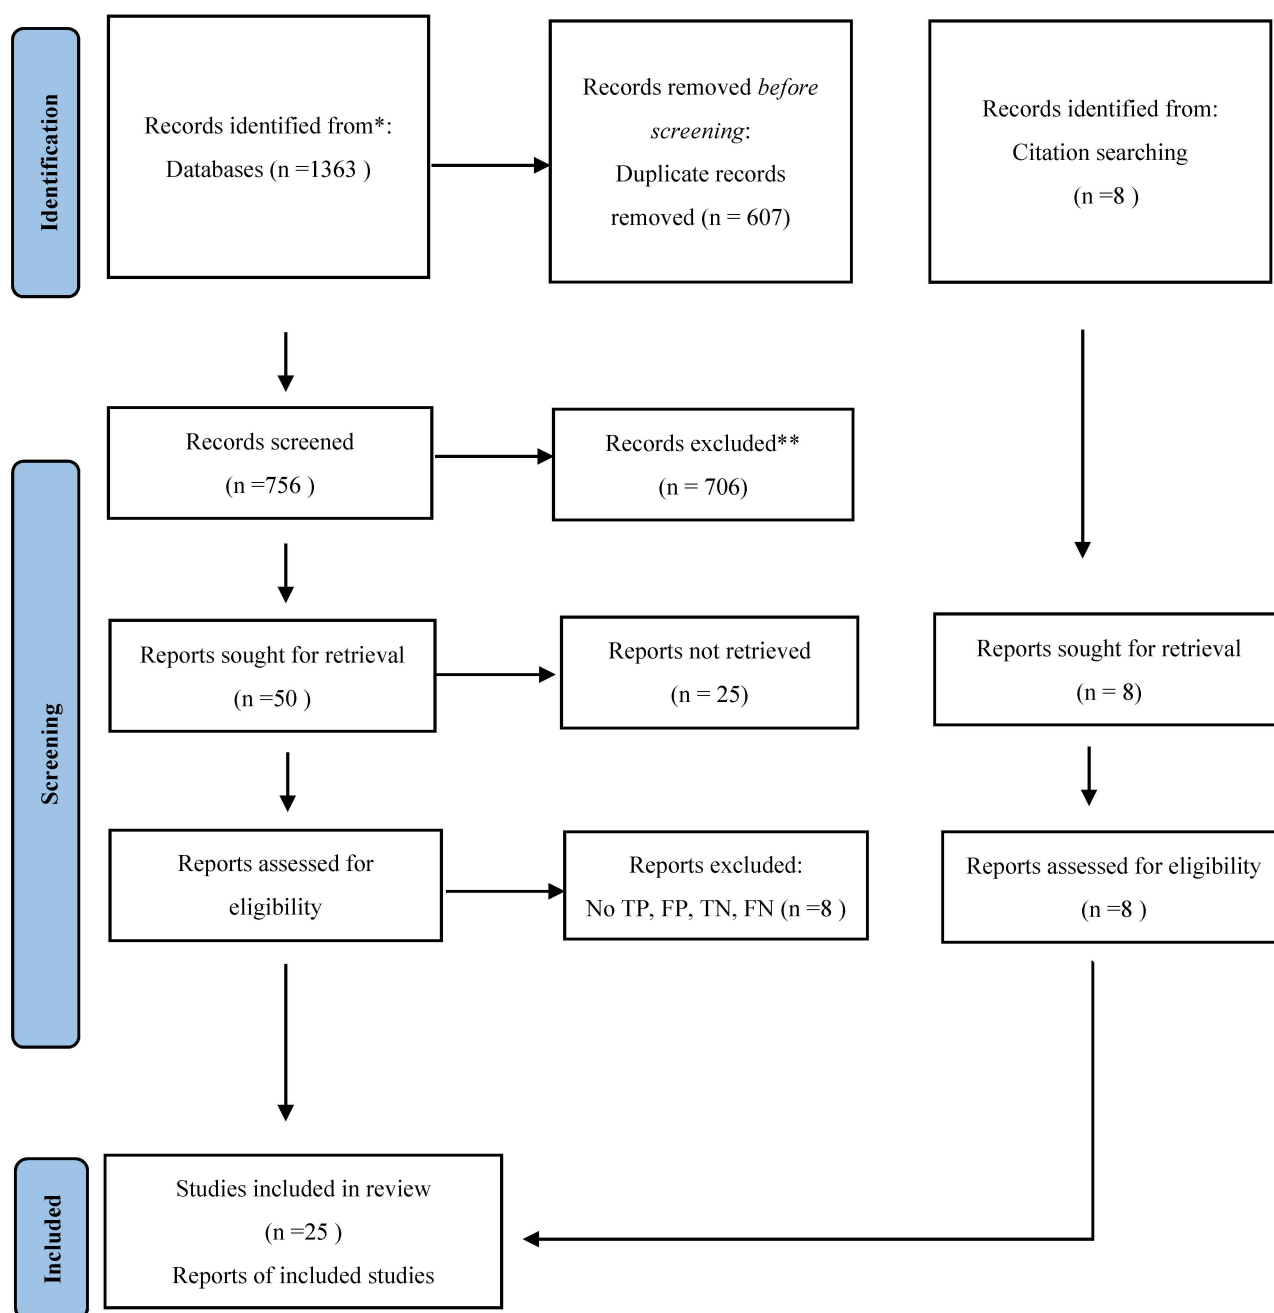 Identification
Records identified from*:
Databases (n =1363 )
Records removed before
screening:
Duplicate records
removed (n = 607)
Records identified from:
Citation searching
(n =8 )
Screening
Records screened
(n =756 )
Records excluded**
(n = 706)
Reports sought for retrieval
(n =50 )
Reports not retrieved
(n = 25)
Reports sought for retrieval
(n = 8)
Reports assessed for
eligibility
Reports excluded:
No TP, FP, TN, FN (n =8 )
Reports assessed for eligibility
(n =8 )
Included
Studies included in review
(n =25 )
Reports of included studies